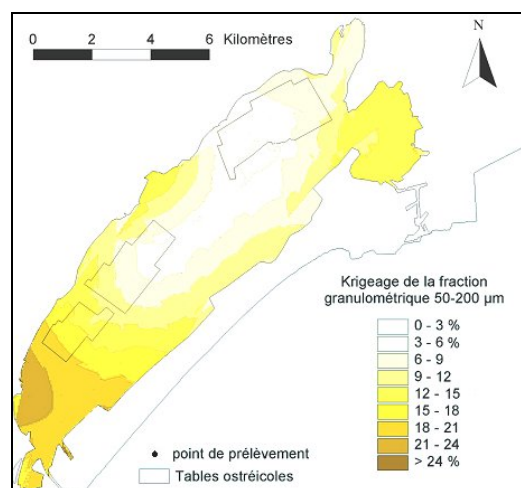 0 2 4 6 Kilomètres
N
Krigeage de la fraction
granulométrique 50-200 µm
0 - 3 %
3 - 6 %
6 - 9
9 - 12
12 - 15
15 - 18
18 - 21
21 - 24
> 24 %
point de prélèvement
Tables ostréicoles